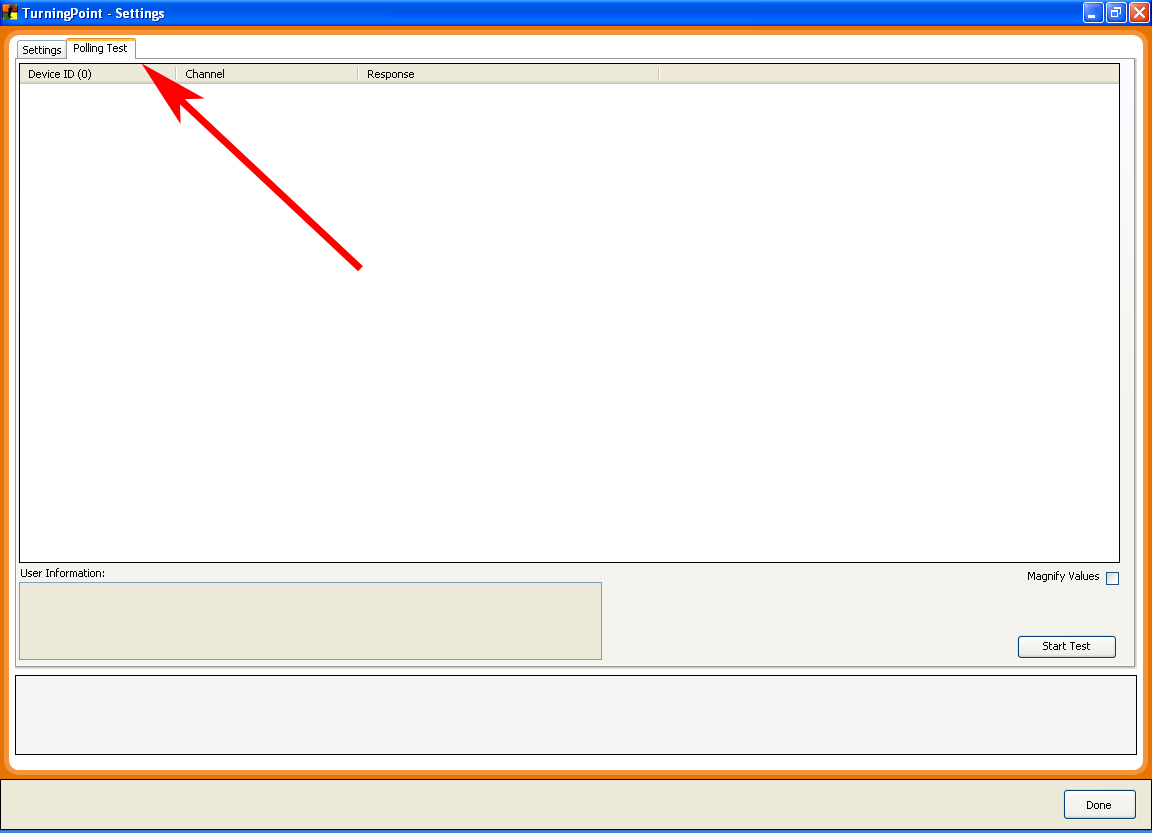 TurningPoint - Settings
Settings
Polling Test
Device ID (0)
Channel
Response
User Information:
Magnify Values
Start Test
Done